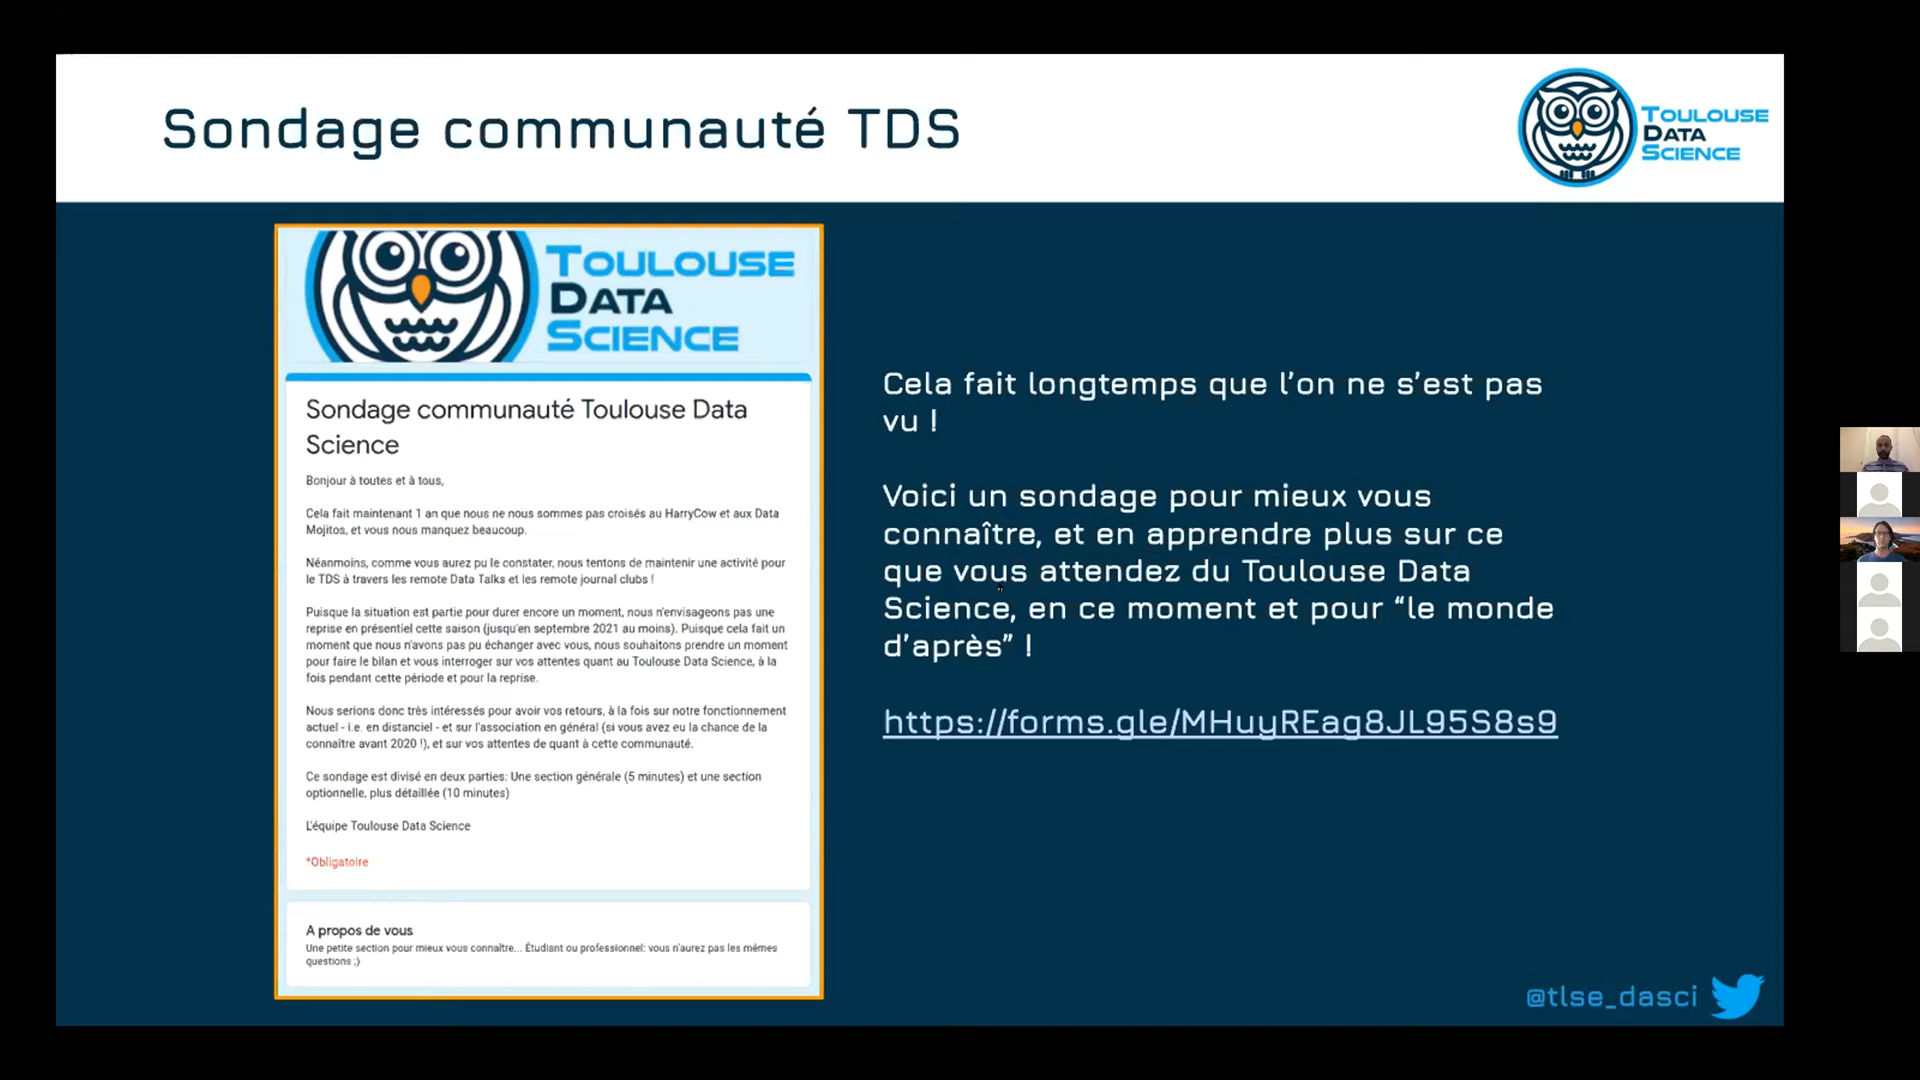 Sondage communauté TDS
TOULOUSE
DATA
SCIENCE
TOULOUSE
DATA
SCIENCE
Sondage communauté Toulouse Data
Science
Bonjour à toutes et à tous,
Cela fait maintenant 1 an que nous ne nous sommes pas croisés au HarryCow et aux Data
Mojitos, et vous nous manquez beaucoup.
Néanmoins, comme vous aurez pu le constater, nous tentons de maintenir une activité pour
le TDS à travers les remote Data Talks et les remote journal clubs !
Puisque la situation est partie pour durer encore un moment, nous n'envisageons pas une
reprise en présentiel cette saison (jusqu'en septembre 2021 au moins). Puisque cela fait un
moment que nous n'avons pas pu échanger avec vous, nous souhaitons prendre un moment
pour faire le bilan et vous interroger sur vos attentes quant au Toulouse Data Science, à la
fois pendant cette période et pour la reprise.
Nous serions donc très intéressés pour avoir vos retours, à la fois sur notre fonctionnement
actuel - i.e. en distanciel - et sur l'association en général (si vous avez eu la chance de la
connaître avant 2020 !), et sur vos attentes de quant à cette communauté.
Ce sondage est divisé en deux parties: Une section générale (5 minutes) et une section
optionnelle, plus détaillée (10 minutes)
L'équipe Toulouse Data Science
*Obligatoire
A propos de vous
Une petite section pour mieux vous connaître... Étudiant ou professionnel: vous n'aurez pas les mêmes
questions ;)
Cela fait longtemps que l'on ne s'est pas
vu !
Voici un sondage pour mieux vous
connaître, et en apprendre plus sur ce
que vous attendez du Toulouse Data
Science, en ce moment et pour “le monde
d'après” !
https://forms.gle/MHuyREag8JL95S8s9
@tlse_dasci